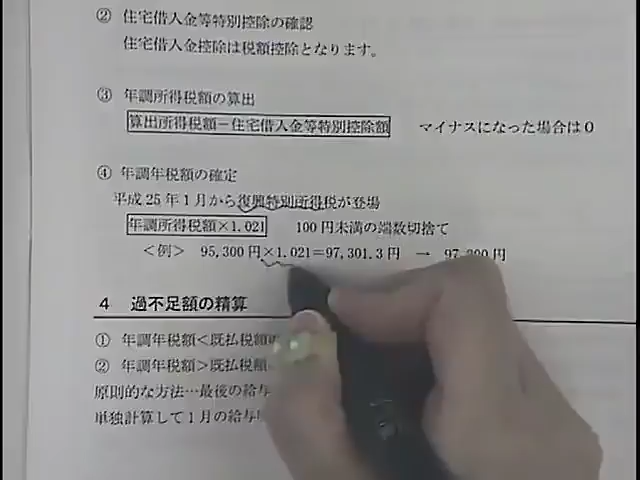 ② 住宅借入金等特別控除の確認
住宅借入金控除は税額控除となります。
③ 年調所得税額の算出
算出所得税額－住宅借入金等特別控除額 マイナスになった場合は０
④ 年調年税額の確定
平成 25 年 1 月から復興特別所得税が登場
年調所得税額×1.021 100 円未満の端数切捨て
＜例＞ 95,300 円×1.021＝97,301.3 円 → 97,300 円
4 過不足額の精算
① 年調年税額＜既払税額
② 年調年税額＞既払税額
原則的な方法…最後の給与
単独計算して 1 月の給与